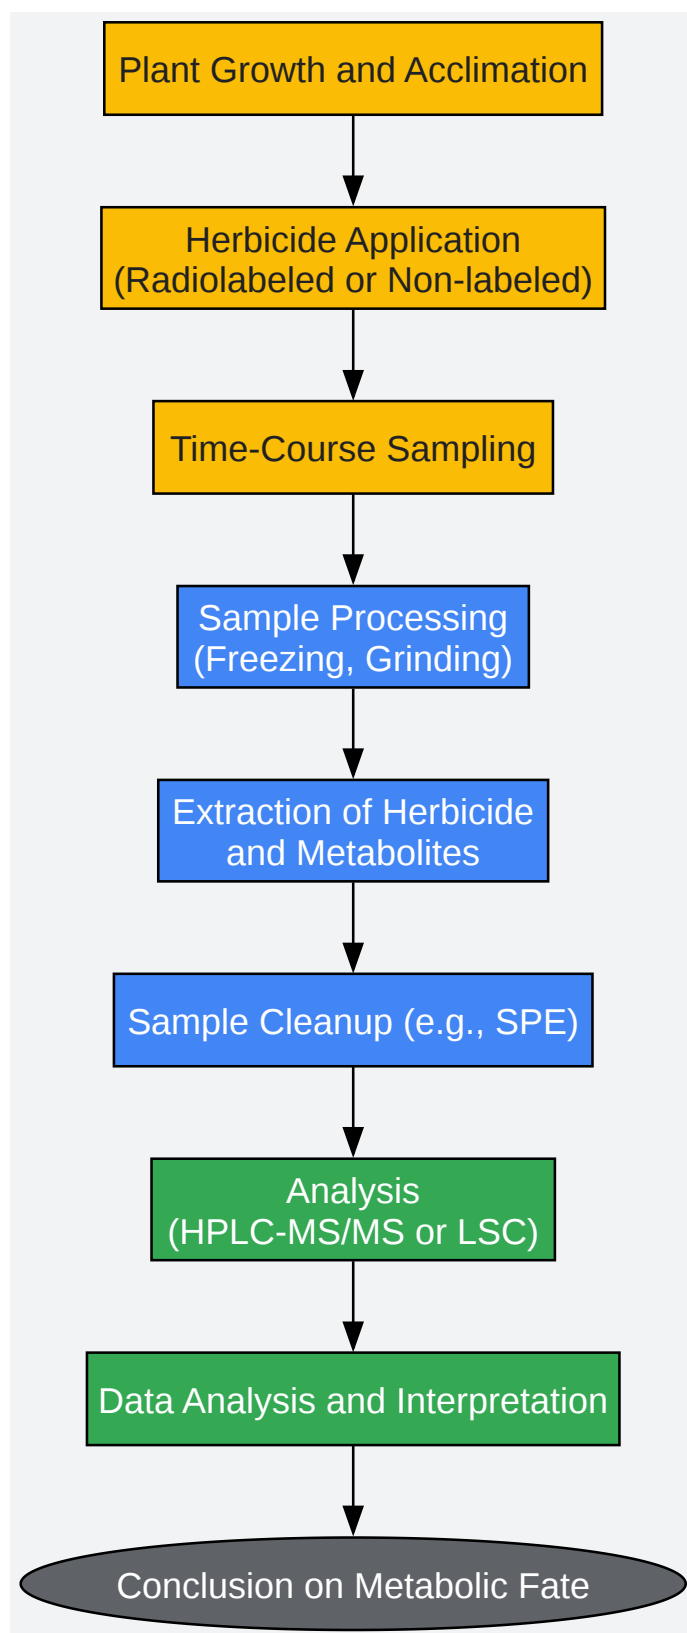 Plant Growth and Acclimation
Herbicide Application
(Radiolabeled or Non-labeled)
Time-Course Sampling
Sample Processing
(Freezing, Grinding)
Extraction of Herbicide
and Metabolites
Sample Cleanup (e.g., SPE)
Analysis
(HPLC-MS/MS or LSC)
Data Analysis and Interpretation
Conclusion on Metabolic Fate